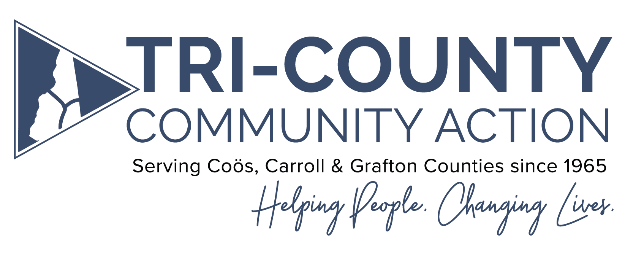 TRI-COUNTY
COMMUNITY ACTION
Serving Coös, Carroll & Grafton Counties since 1965
Helping People. Changing Lives.